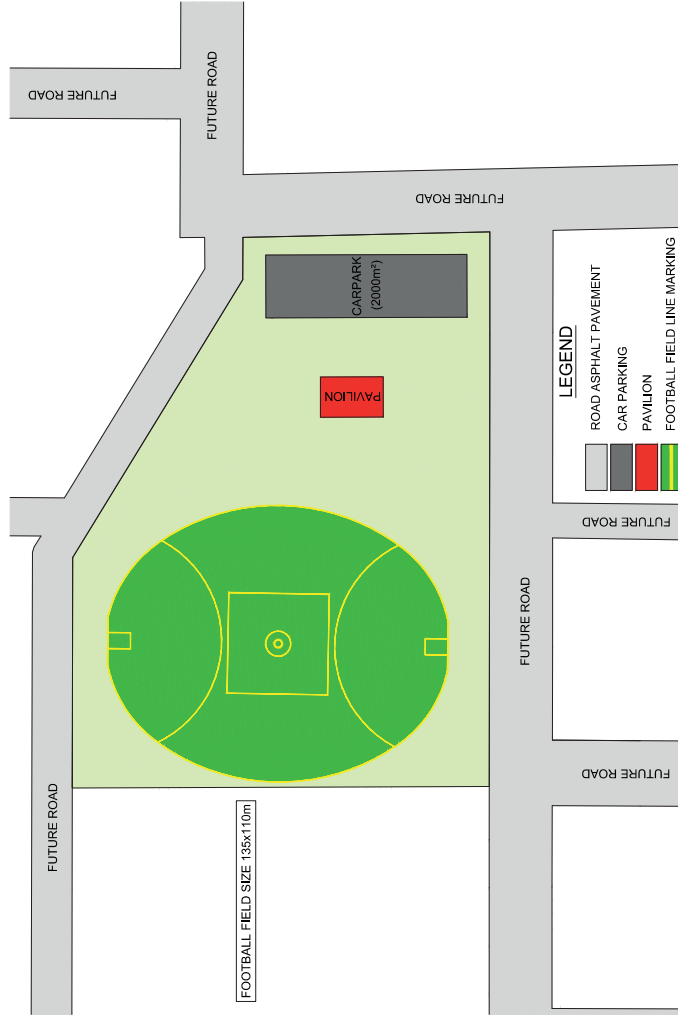 FUTURE ROAD
FUTURE ROAD
FUTURE ROAD
CARPARK
(2000m²)
PAVILION
LEGEND
ROAD ASPHALT PAVEMENT
CAR PARKING
PAVILION
FOOTBALL FIELD LINE MARKING
FUTURE ROAD
FUTURE ROAD
FUTURE ROAD
FUTURE ROAD
FOOTBALL FIELD SIZE 135x110m